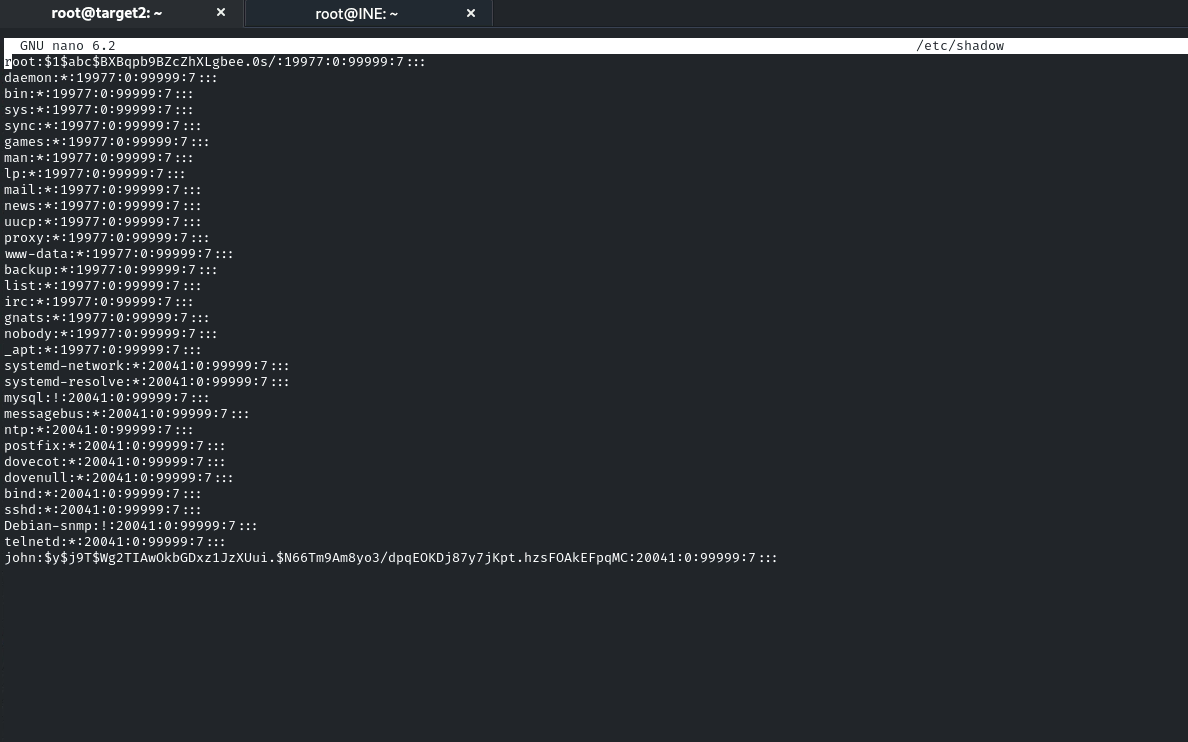 root@target2: ~ ×
root@INE: ~ ×
GNU nano 6.2 /etc/shadow
root:$1$abc$BXBqpb9BZcZhXLgbee.0s/:19977:0:99999:7:::
daemon:*:19977:0:99999:7:::
bin:*:19977:0:99999:7:::
sys:*:19977:0:99999:7:::
sync:*:19977:0:99999:7:::
games:*:19977:0:99999:7:::
man:*:19977:0:99999:7:::
lp:*:19977:0:99999:7:::
mail:*:19977:0:99999:7:::
news:*:19977:0:99999:7:::
uucp:*:19977:0:99999:7:::
proxy:*:19977:0:99999:7:::
www-data:*:19977:0:99999:7:::
backup:*:19977:0:99999:7:::
list:*:19977:0:99999:7:::
irc:*:19977:0:99999:7:::
gnats:*:19977:0:99999:7:::
nobody:*:19977:0:99999:7:::
_apt:*:19977:0:99999:7:::
systemd-network:*:20041:0:99999:7:::
systemd-resolve:*:20041:0:99999:7:::
mysql:!:20041:0:99999:7:::
messagebus:*:20041:0:99999:7:::
ntp:*:20041:0:99999:7:::
postfix:*:20041:0:99999:7:::
dovecot:*:20041:0:99999:7:::
dovenull:*:20041:0:99999:7:::
bind:*:20041:0:99999:7:::
sshd:*:20041:0:99999:7:::
Debian-snmp:!:20041:0:99999:7:::
telnetd:*:20041:0:99999:7:::
john:$y$j9T$Wg2TIAwOkbGDxz1JzXUui.$N66Tm9Am8yo3/dpqEOKDj87y7jKpt.hzsFOAkEFpqMC:20041:0:99999:7:::